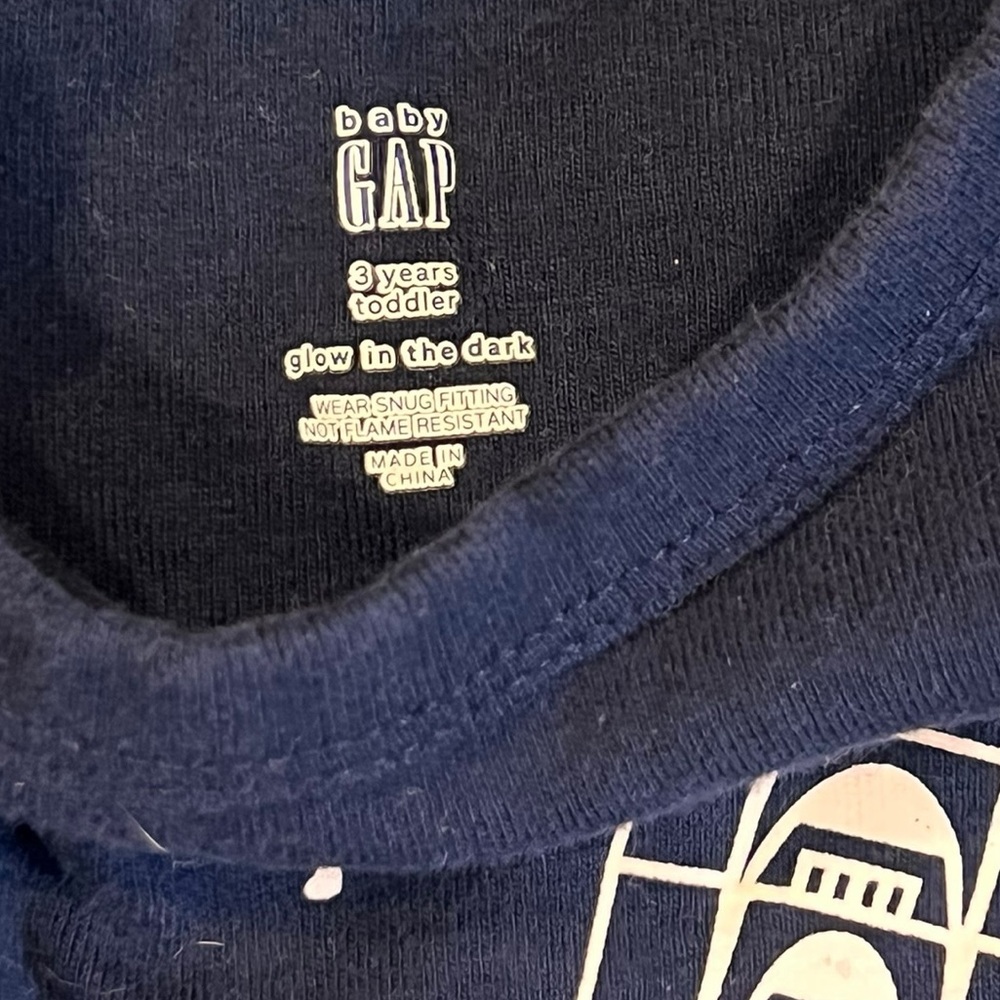 baby
GAP
3 years
toddler
glow in the dark
WEAR SNUG FITTING
NOT FLAME RESISTANT
MADE IN
CHINA